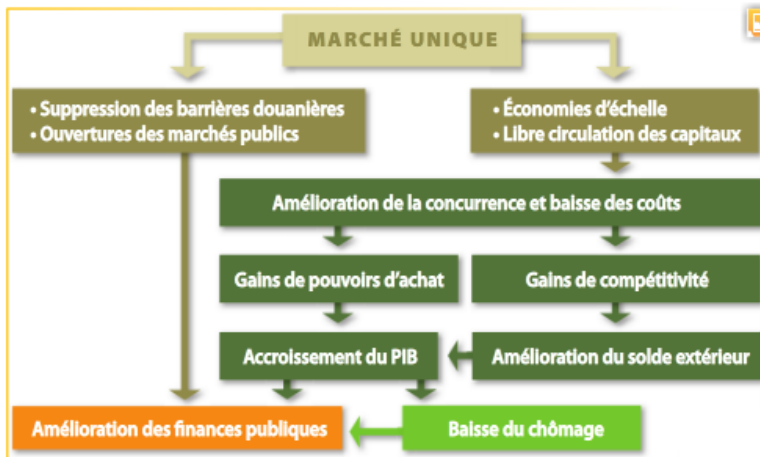 MARCHÉ UNIQUE
• Suppression des barrières douanières
• Ouvertures des marchés publics
• Économies d'échelle
• Libre circulation des capitaux
Amélioration de la concurrence et baisse des coûts
Gains de pouvoirs d'achat
Gains de compétitivité
Accroissement du PIB
Amélioration du solde extérieur
Amélioration des finances publiques
Baisse du chômage